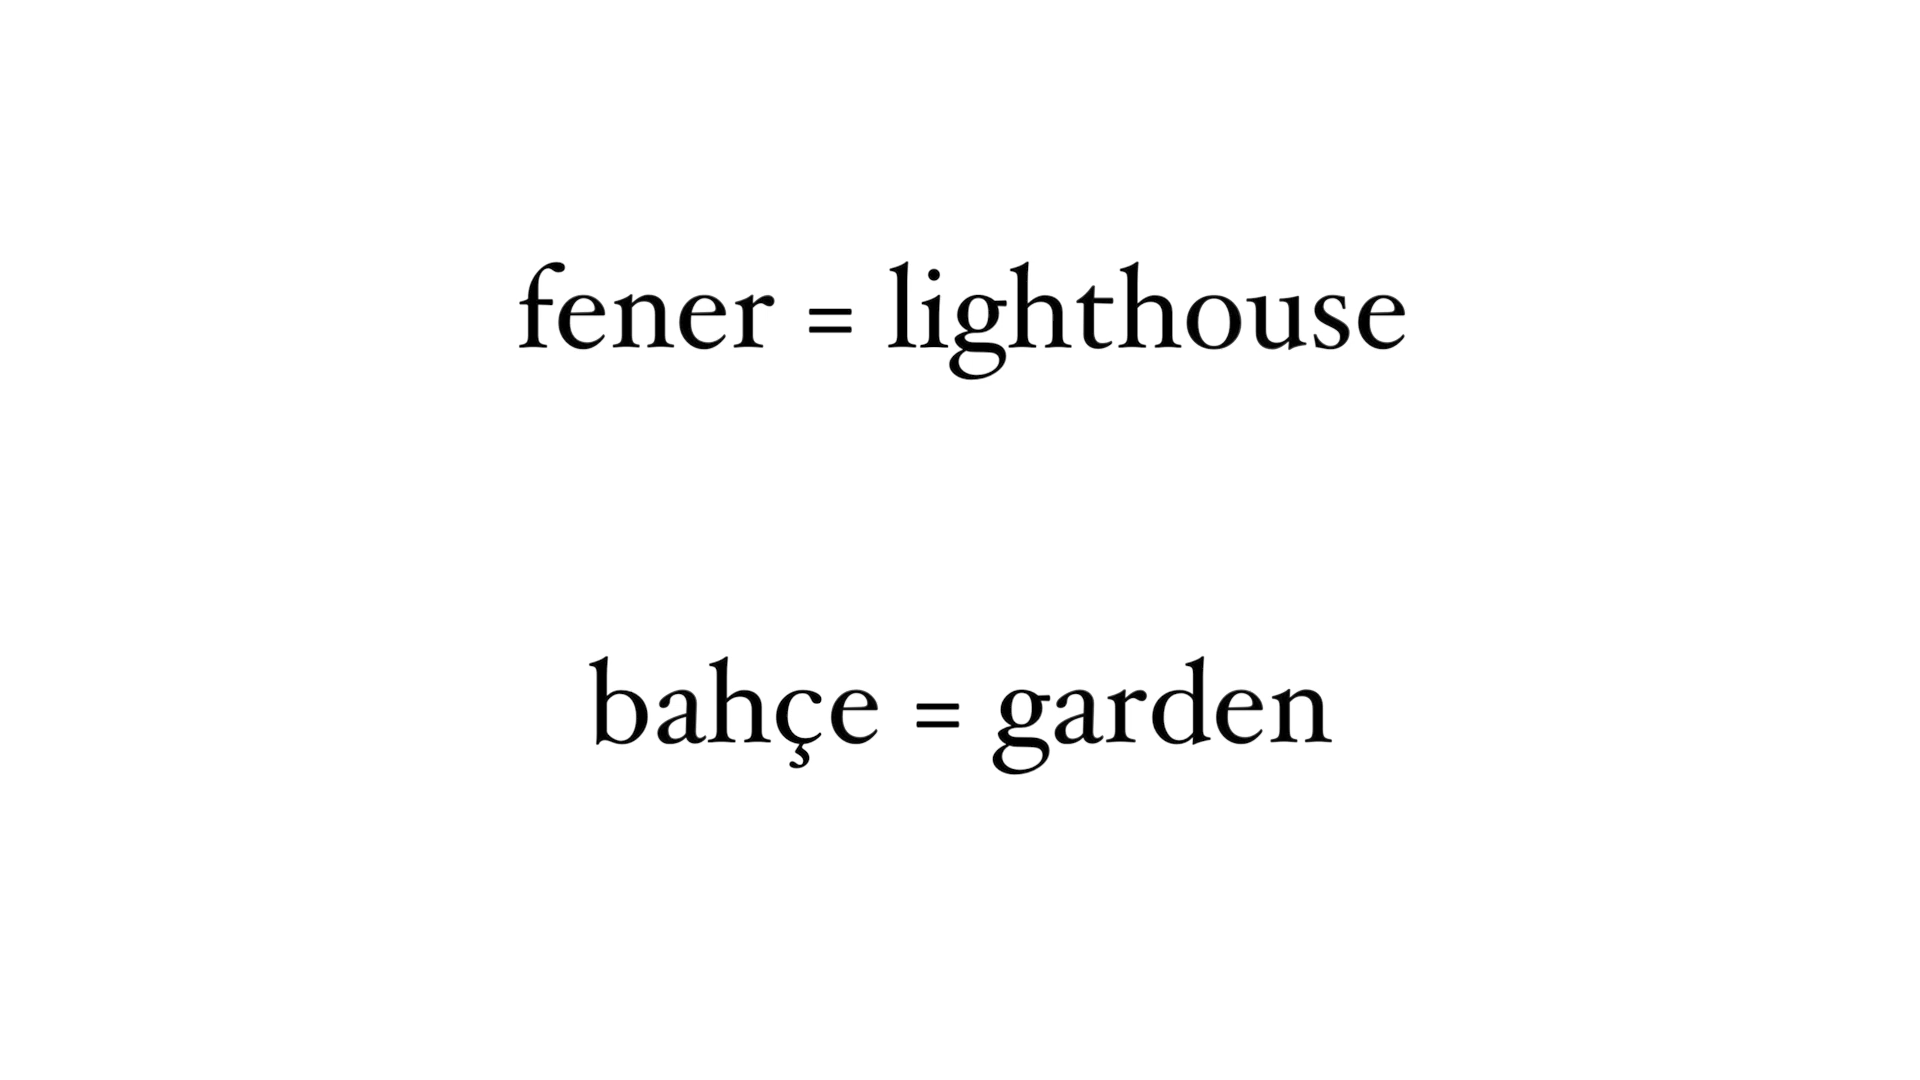 fener = lighthouse
bahçe = garden